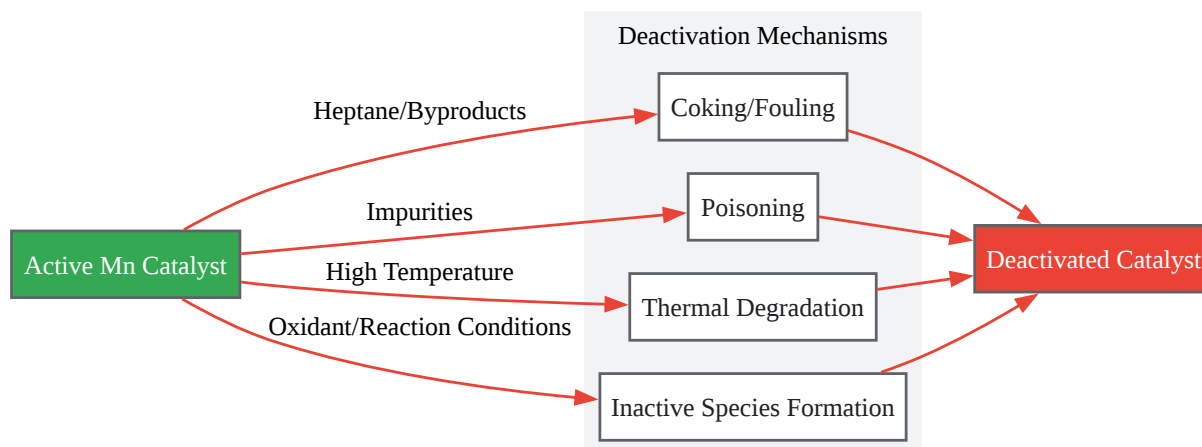 Deactivation Mechanisms
Heptane/Byproducts
Coking/Fouling
Impurities
Poisoning
Active Mn Catalyst
High Temperature
Deactivated Catalyst
Thermal Degradation
Oxidant/Reaction Conditions
Inactive Species Formation